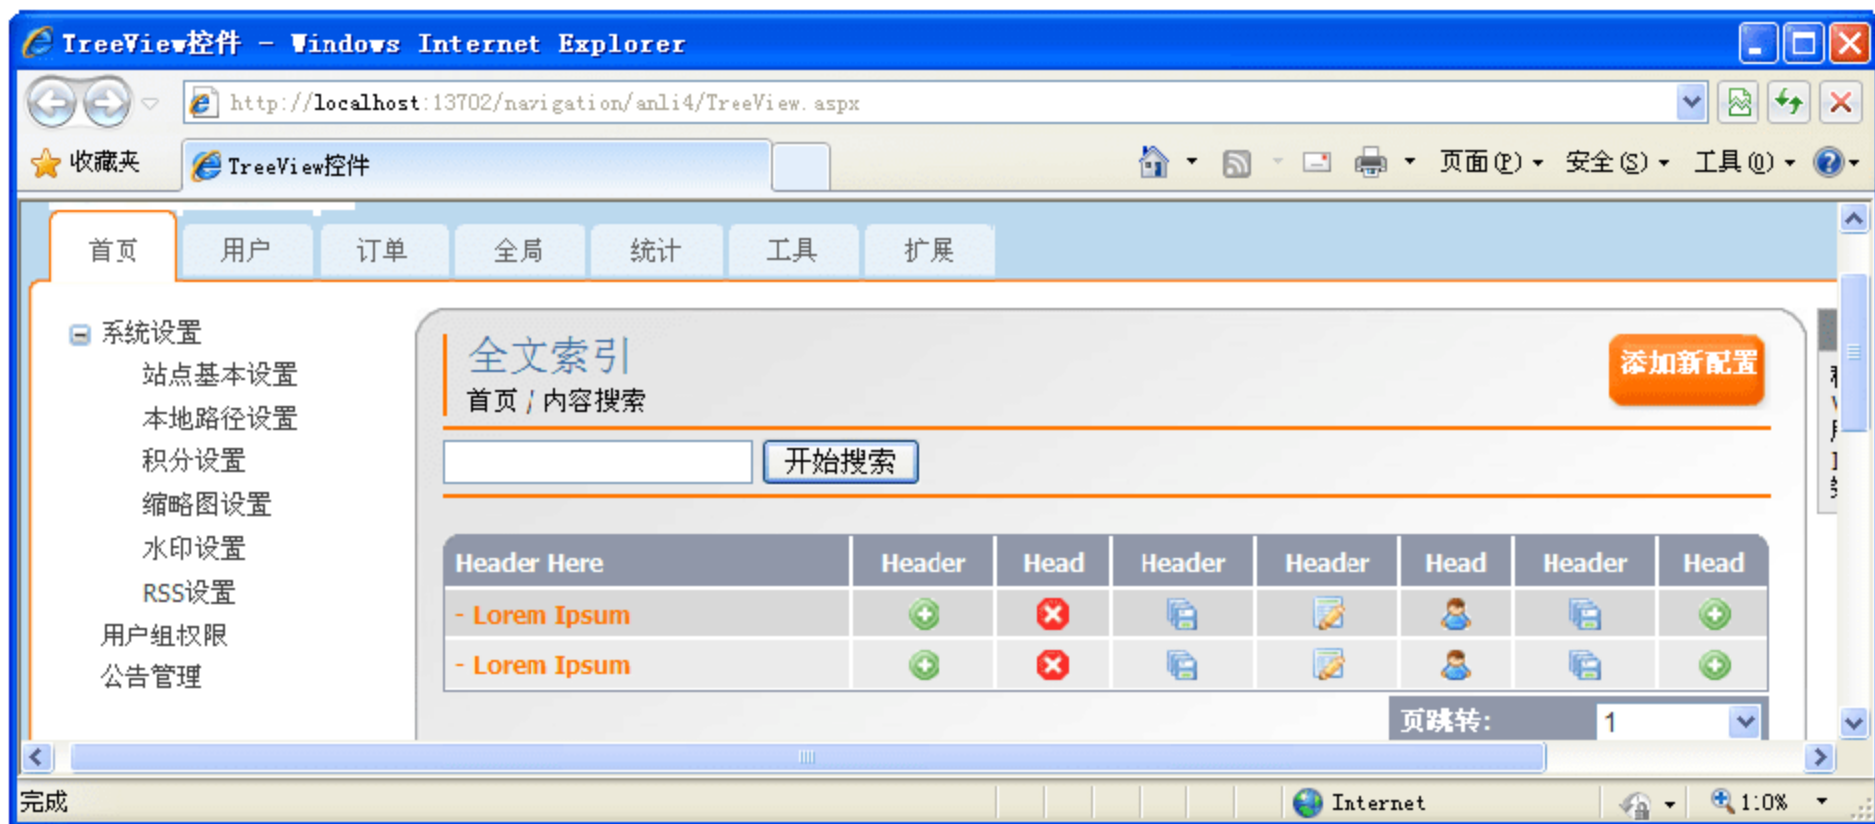 TreeView控件 - Windows Internet Explorer
http://localhost:13702/navigation/anli4/TreeView.aspx
收藏夹
TreeView控件
页面(P)
安全(S)
工具(O)
首页
用户
订单
全局
统计
工具
扩展
系统设置
站点基本设置
本地路径设置
积分设置
缩略图设置
水印设置
RSS设置
用户组权限
公告管理
全文索引
首页 / 内容搜索
添加新配置
开始搜索
Header Here Header Head Header Header Head Header Head
- Lorem Ipsum
- Lorem Ipsum
页跳转: 1
完成
Internet
110%